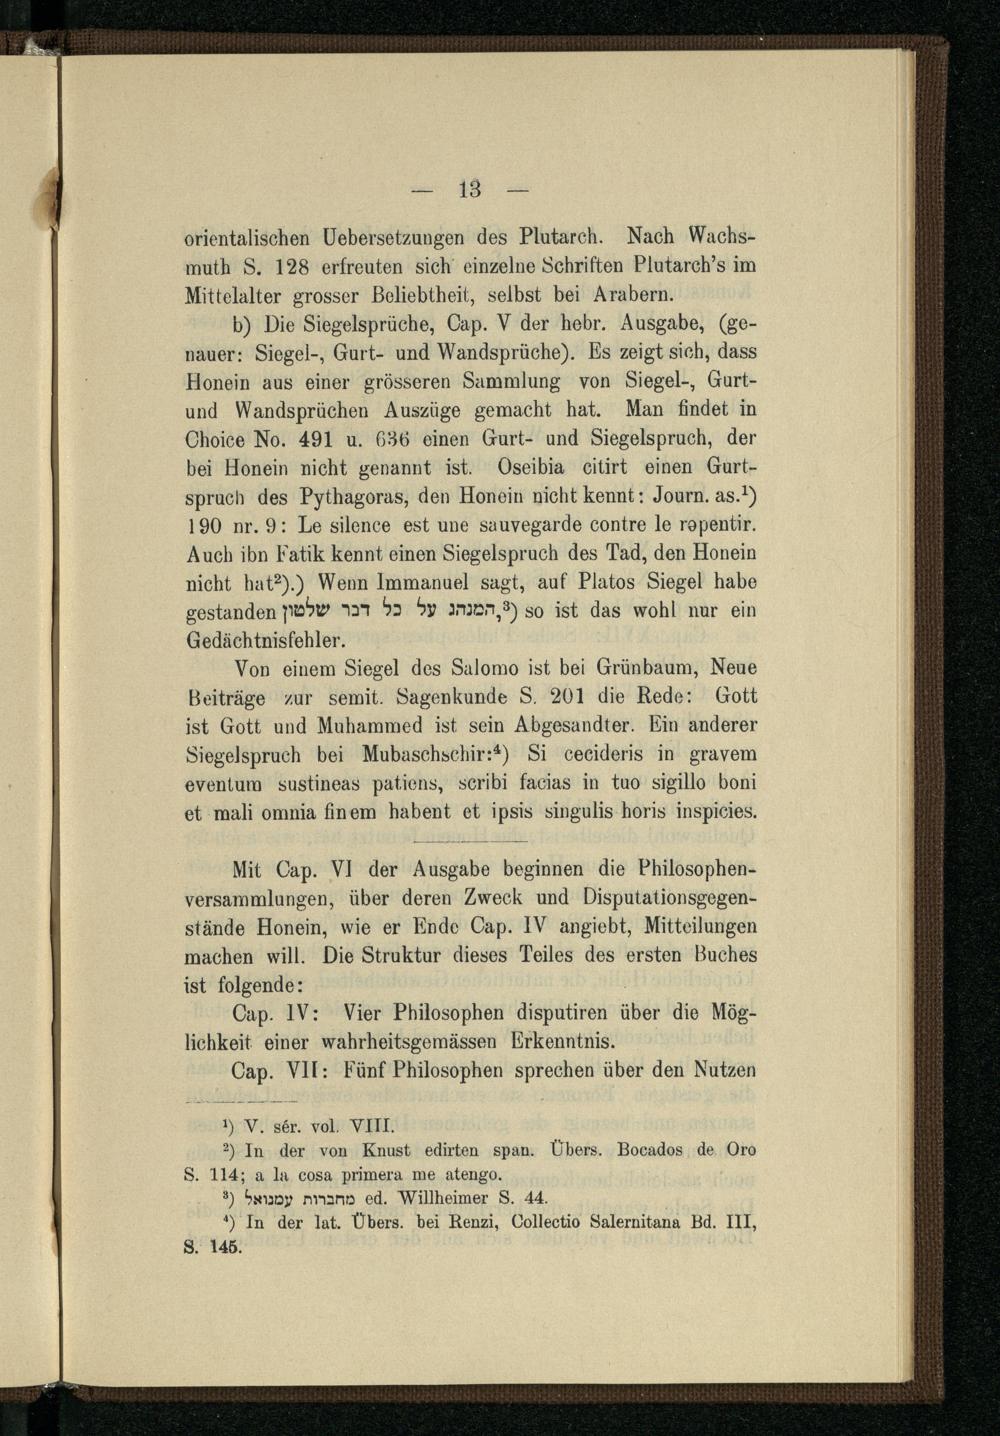 — 13 —
orientalischen Uebersetzungen des Plutarch. Nach Wachs-
muth S. 128 erfreuten sich einzelne Schriften Plutarch's im
Mittelalter grosser Beliebtheit, selbst bei Arabern.
b) Die Siegelsprüche, Cap. V der hebr. Ausgabe, (ge-
nauer: Siegel-, Gurt- und Wandsprüche). Es zeigt sich, dass
Honein aus einer grösseren Sammlung von Siegel-, Gurt-
und Wandsprüchen Auszüge gemacht hat. Man findet in
Choice No. 491 u. 636 einen Gurt- und Siegelspruch, der
bei Honein nicht genannt ist. Oseibia citirt einen Gurt-
spruch des Pythagoras, den Honein nicht kennt: Journ. as.¹)
190 nr. 9: Le silence est une sauvegarde contre le repentir.
Auch ibn Fatik kennt einen Siegelspruch des Tad, den Honein
nicht hat²).) Wenn Immanuel sagt, auf Platos Siegel habe
gestanden המנהג על כל דבר שלטון,³) so ist das wohl nur ein
Gedächtnisfehler.
Von einem Siegel des Salomo ist bei Grünbaum, Neue
Beiträge zur semit. Sagenkunde S. 201 die Rede: Gott
ist Gott und Muhammed ist sein Abgesandter. Ein anderer
Siegelspruch bei Mubaschschir:⁴) Si cecideris in gravem
eventum sustineas patiens, scribi facias in tuo sigillo boni
et mali omnia finem habent et ipsis singulis horis inspicies.
Mit Cap. VI der Ausgabe beginnen die Philosophen-
versammlungen, über deren Zweck und Disputationsgegen-
stände Honein, wie er Ende Cap. IV angiebt, Mitteilungen
machen will. Die Struktur dieses Teiles des ersten Buches
ist folgende:
Cap. IV: Vier Philosophen disputiren über die Mög-
lichkeit einer wahrheitsgemässen Erkenntnis.
Cap. VII: Fünf Philosophen sprechen über den Nutzen
¹) V. sér. vol. VIII.
²) In der von Knust edirten span. Übers. Bocados de Oro
S. 114; a la cosa primera me atengo.
³) מחברות עמנואל ed. Willheimer S. 44.
⁴) In der lat. Übers. bei Renzi, Collectio Salernitana Bd. III,
S. 145.